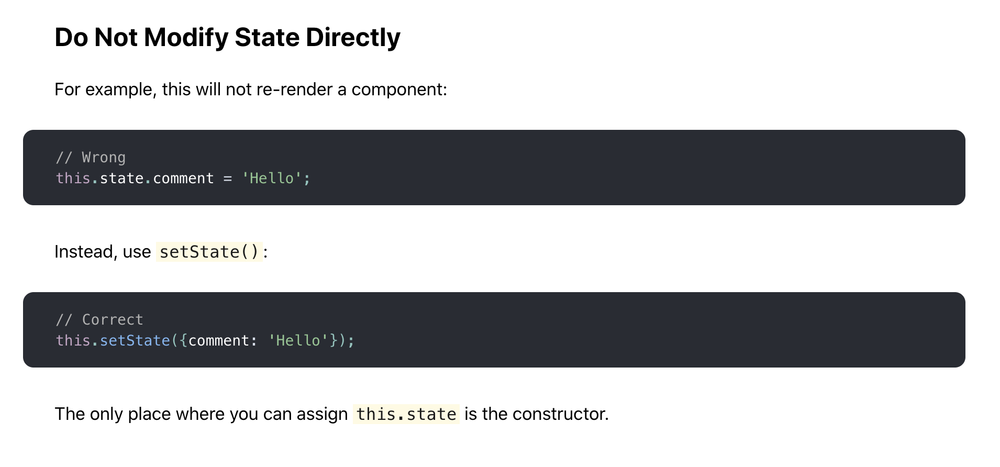 Do Not Modify State Directly
For example, this will not re-render a component:
// Wrong
this.state.comment = 'Hello';
Instead, use setState():
// Correct
this.setState({comment: 'Hello'});
The only place where you can assign this.state is the constructor.